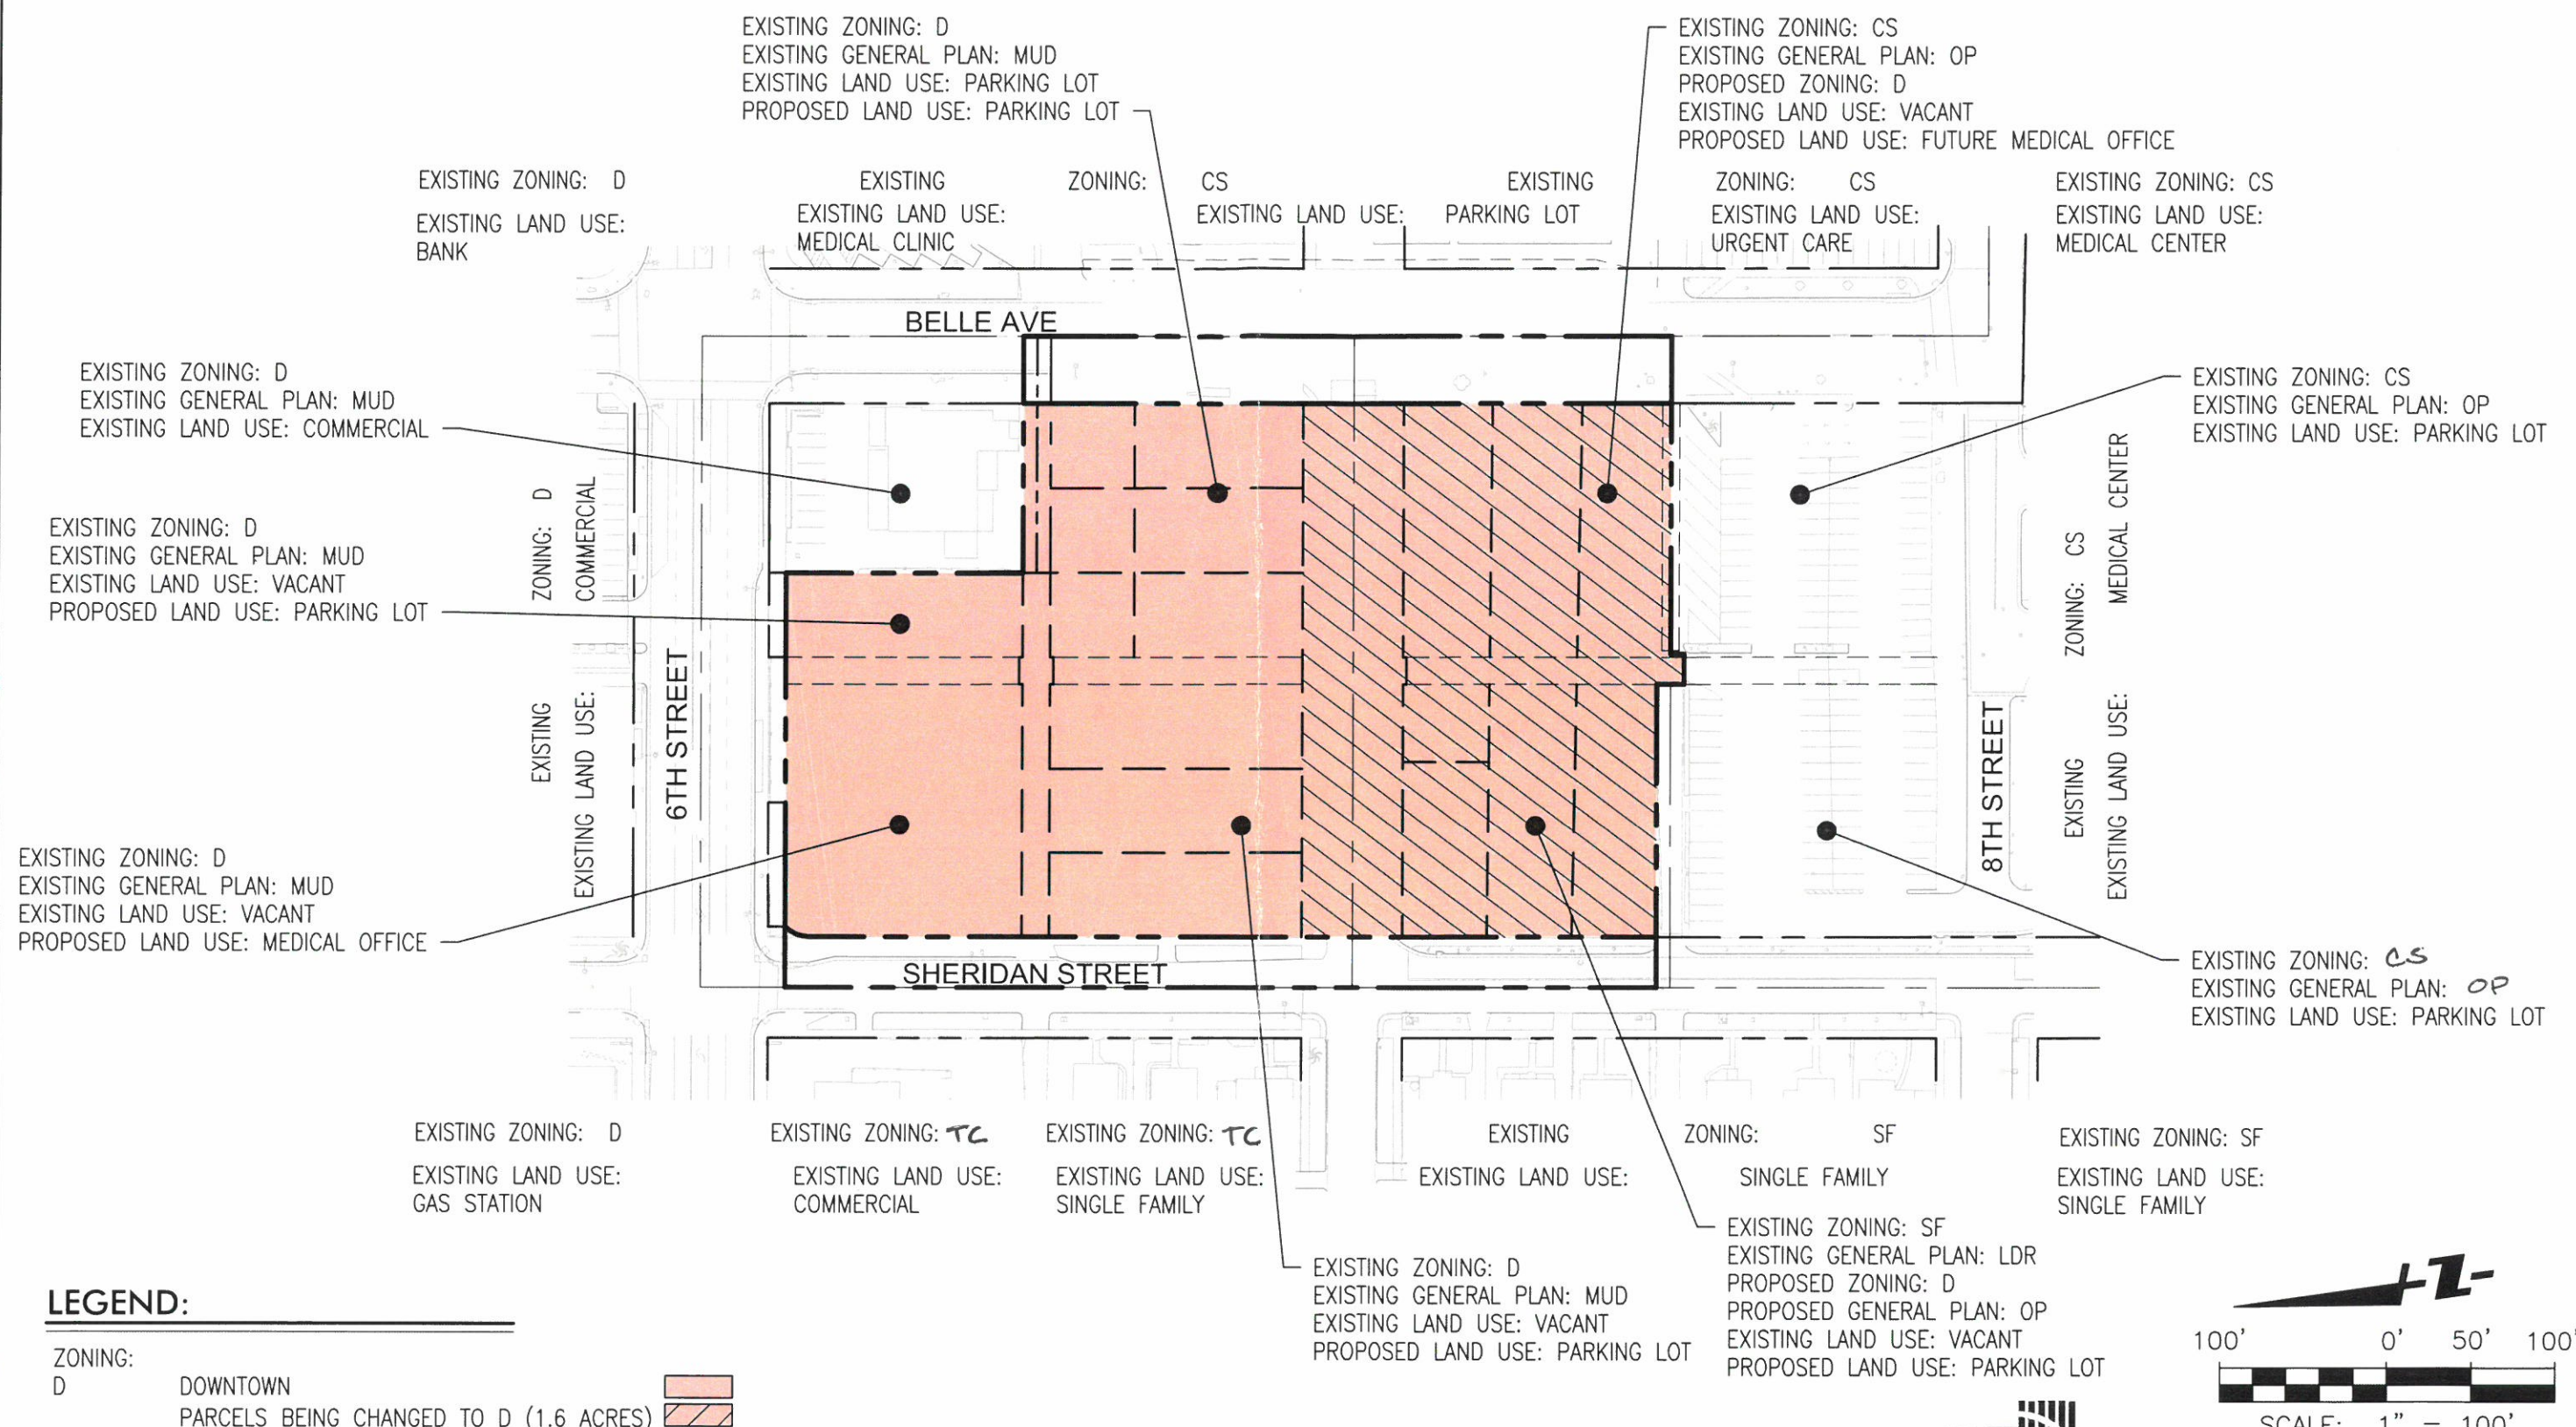 EXISTING ZONING: D
EXISTING GENERAL PLAN: MUD
EXISTING LAND USE: PARKING LOT
PROPOSED LAND USE: PARKING LOT
EXISTING ZONING: CS
EXISTING GENERAL PLAN: OP
PROPOSED ZONING: D
EXISTING LAND USE: VACANT
PROPOSED LAND USE: FUTURE MEDICAL OFFICE
EXISTING ZONING: D
EXISTING LAND USE:
BANK
EXISTING ZONING: CS
EXISTING LAND USE:
MEDICAL CLINIC
EXISTING LAND USE: PARKING LOT
EXISTING ZONING: CS
EXISTING LAND USE:
URGENT CARE
EXISTING ZONING: CS
EXISTING LAND USE:
MEDICAL CENTER
BELLE AVE
EXISTING ZONING: D
EXISTING GENERAL PLAN: MUD
EXISTING LAND USE: COMMERCIAL
EXISTING ZONING: CS
EXISTING GENERAL PLAN: OP
EXISTING LAND USE: PARKING LOT
EXISTING ZONING: D
EXISTING GENERAL PLAN: MUD
EXISTING LAND USE: VACANT
PROPOSED LAND USE: PARKING LOT
EXISTING ZONING: D
EXISTING LAND USE: COMMERCIAL
6TH STREET
8TH STREET
EXISTING ZONING: CS
EXISTING LAND USE: MEDICAL CENTER
EXISTING ZONING: D
EXISTING GENERAL PLAN: MUD
EXISTING LAND USE: VACANT
PROPOSED LAND USE: MEDICAL OFFICE
SHERIDAN STREET
EXISTING ZONING: CS
EXISTING GENERAL PLAN: OP
EXISTING LAND USE: PARKING LOT
EXISTING ZONING: D
EXISTING LAND USE:
GAS STATION
EXISTING ZONING: TC
EXISTING LAND USE:
COMMERCIAL
EXISTING ZONING: TC
EXISTING LAND USE:
SINGLE FAMILY
EXISTING ZONING: SF
EXISTING LAND USE: SINGLE FAMILY
EXISTING ZONING: SF
EXISTING LAND USE:
SINGLE FAMILY
EXISTING ZONING: D
EXISTING GENERAL PLAN: MUD
EXISTING LAND USE: VACANT
PROPOSED LAND USE: PARKING LOT
EXISTING ZONING: SF
EXISTING GENERAL PLAN: LDR
PROPOSED ZONING: D
PROPOSED GENERAL PLAN: OP
EXISTING LAND USE: VACANT
PROPOSED LAND USE: PARKING LOT
LEGEND:
ZONING:
D DOWNTOWN
PARCELS BEING CHANGED TO D (1.6 ACRES)
Z
100' 0' 50' 100'
SCALE: 1" = 100'